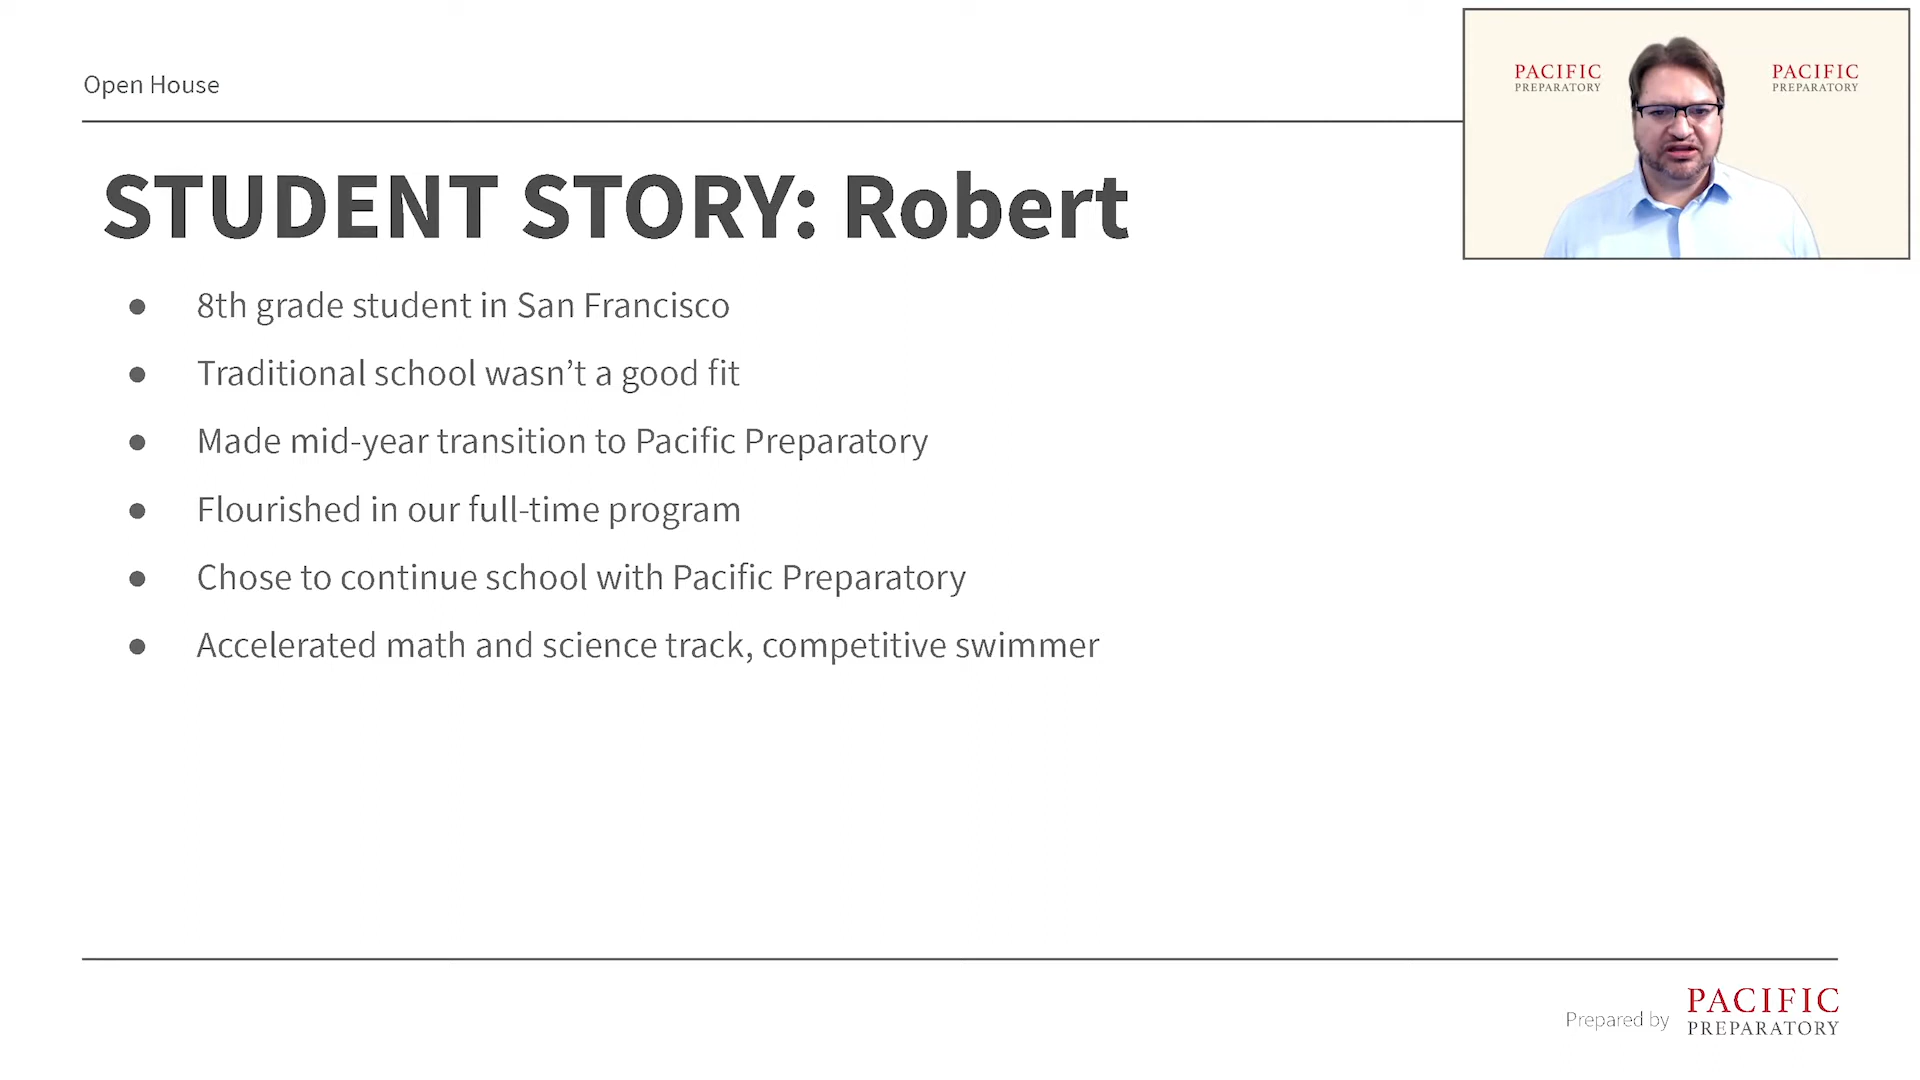 Open House
PACIFIC
PREPARATORY
PACIFIC
PREPARATORY
STUDENT STORY: Robert
● 8th grade student in San Francisco
● Traditional school wasn’t a good fit
● Made mid-year transition to Pacific Preparatory
● Flourished in our full-time program
● Chose to continue school with Pacific Preparatory
● Accelerated math and science track, competitive swimmer
Prepared by
PACIFIC
PREPARATORY